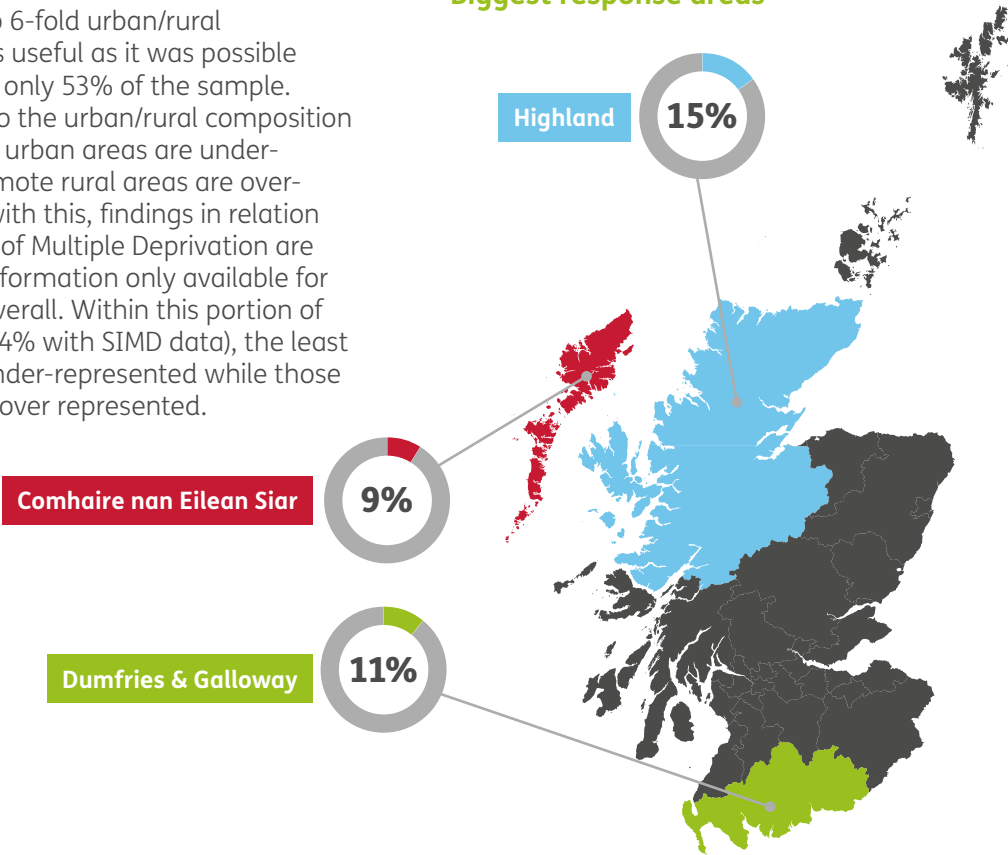 o 6-fold urban/rural
s useful as it was possible
only 53% of the sample.
o the urban/rural composition
urban areas are under-
mote rural areas are over-
with this, findings in relation
of Multiple Deprivation are
formation only available for
verall. Within this portion of
4% with SIMD data), the least
nder-represented while those
over represented.
Biggest response areas
Highland
15%
Comhaire nan Eilean Siar
9%
Dumfries & Galloway
11%